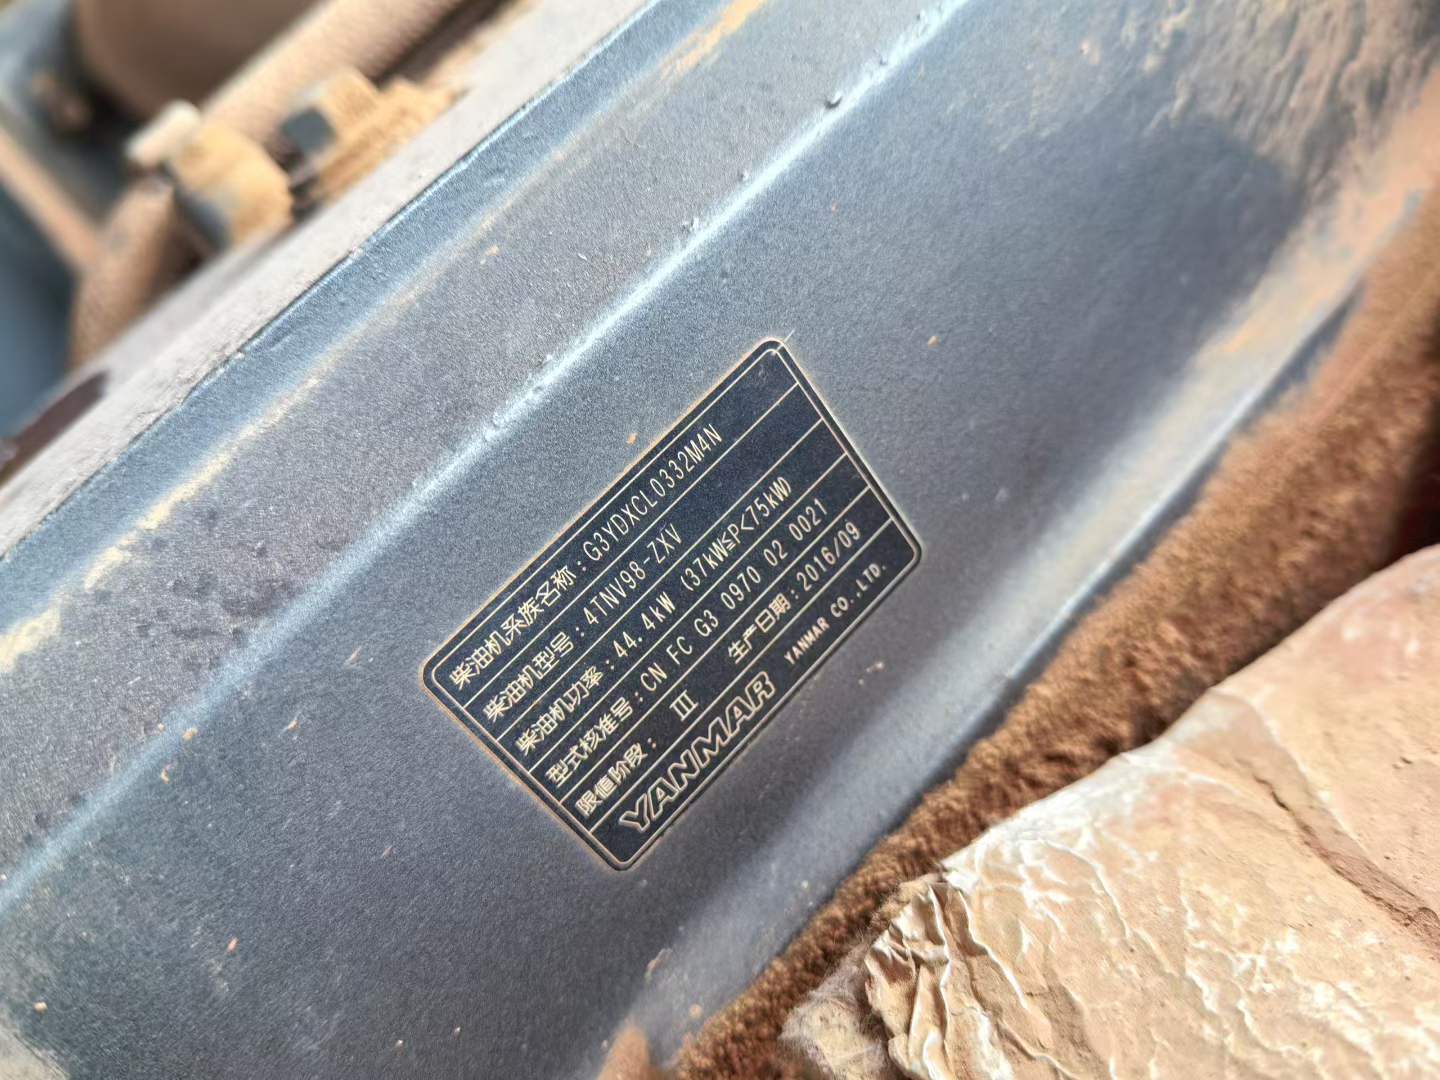 柴油机系族名称：G3YDXCL0332M4N
柴油机型号：4TNV98-ZXV
柴油机功率：44.4kW (37kW≦P<75kW)
型式核准号：CN FC G3 0970 02 0021
限值阶段： III 生产日期：2016/09
YANMAR YANMAR CO.,LTD.